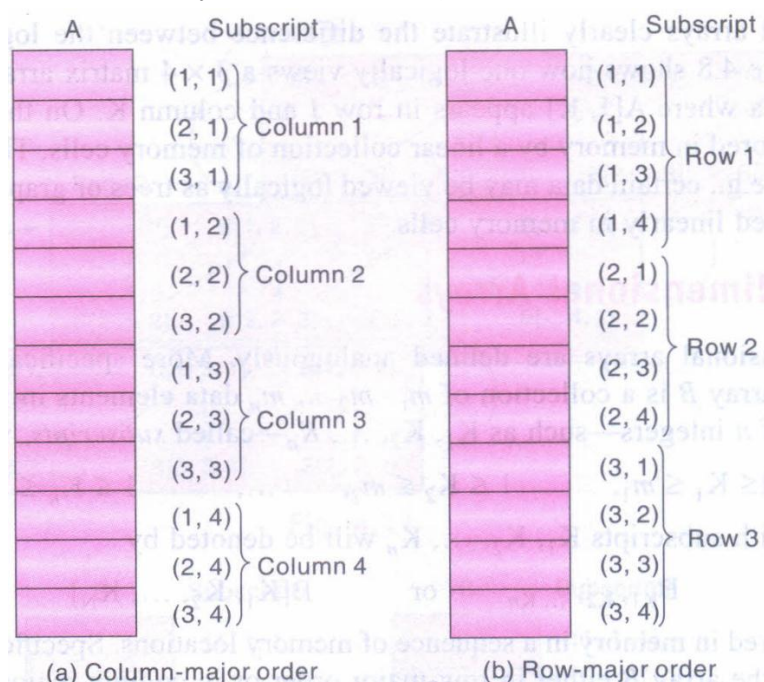 A Subscript
(1, 1)
(2, 1) Column 1
(3, 1)
(1, 2)
(2, 2) Column 2
(3, 2)
(1, 3)
(2, 3) Column 3
(3, 3)
(1, 4)
(2, 4) Column 4
(3, 4)
(a) Column-major order
A Subscript
(1, 1)
(1, 2)
Row 1
(1, 3)
(1, 4)
(2, 1)
(2, 2)
Row 2
(2, 3)
(2, 4)
(3, 1)
(3, 2)
Row 3
(3, 3)
(3, 4)
(b) Row-major order